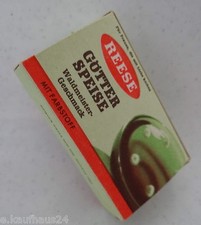 REESE
GÖTTER
SPEISE
Waldmeister-
Geschmack
MIT FARBSTOFF
e.kaufhaus24